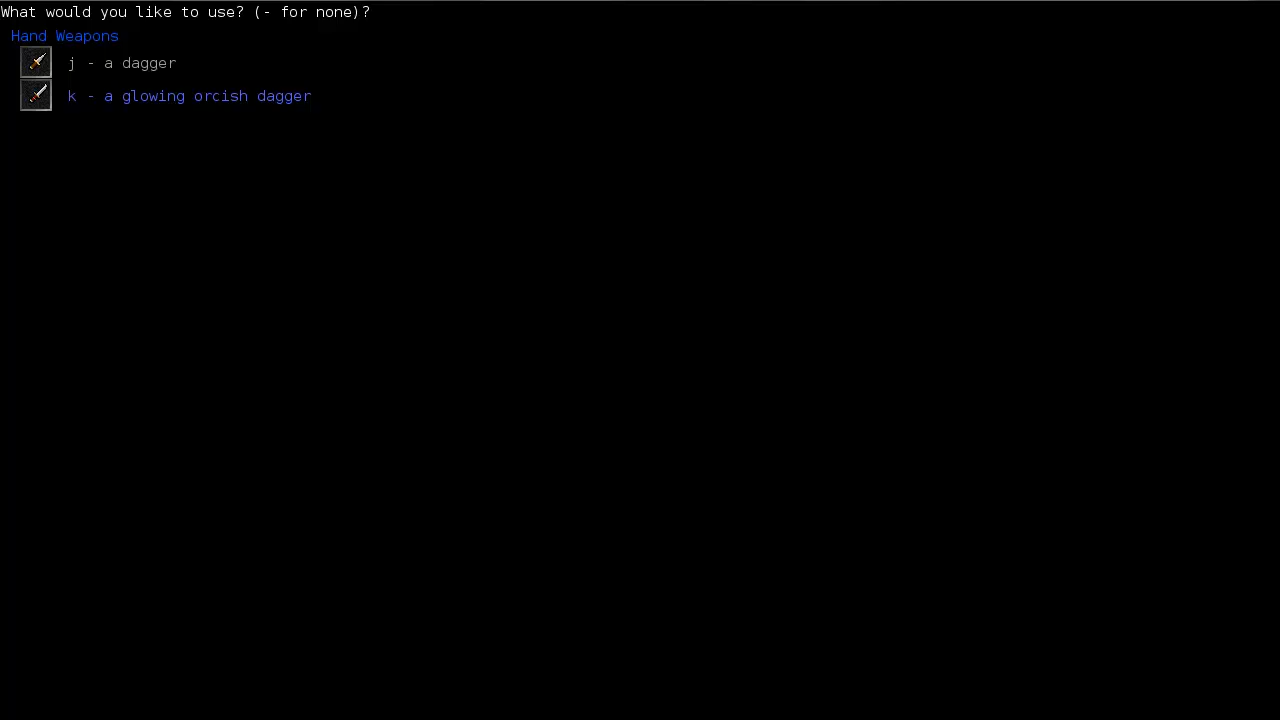 What would you like to use? (- for none)?
Hand Weapons
j - a dagger
k - a glowing orcish dagger